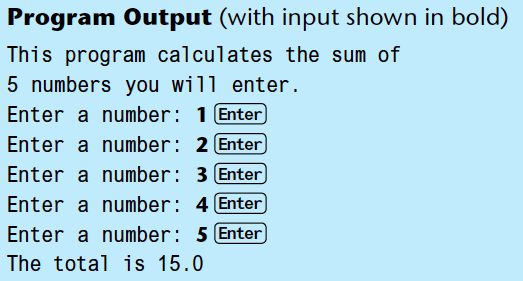 Program Output (with input shown in bold)
This program calculates the sum of
5 numbers you will enter.
Enter a number: 1 Enter
Enter a number: 2 Enter
Enter a number: 3 Enter
Enter a number: 4 Enter
Enter a number: 5 Enter
The total is 15.0